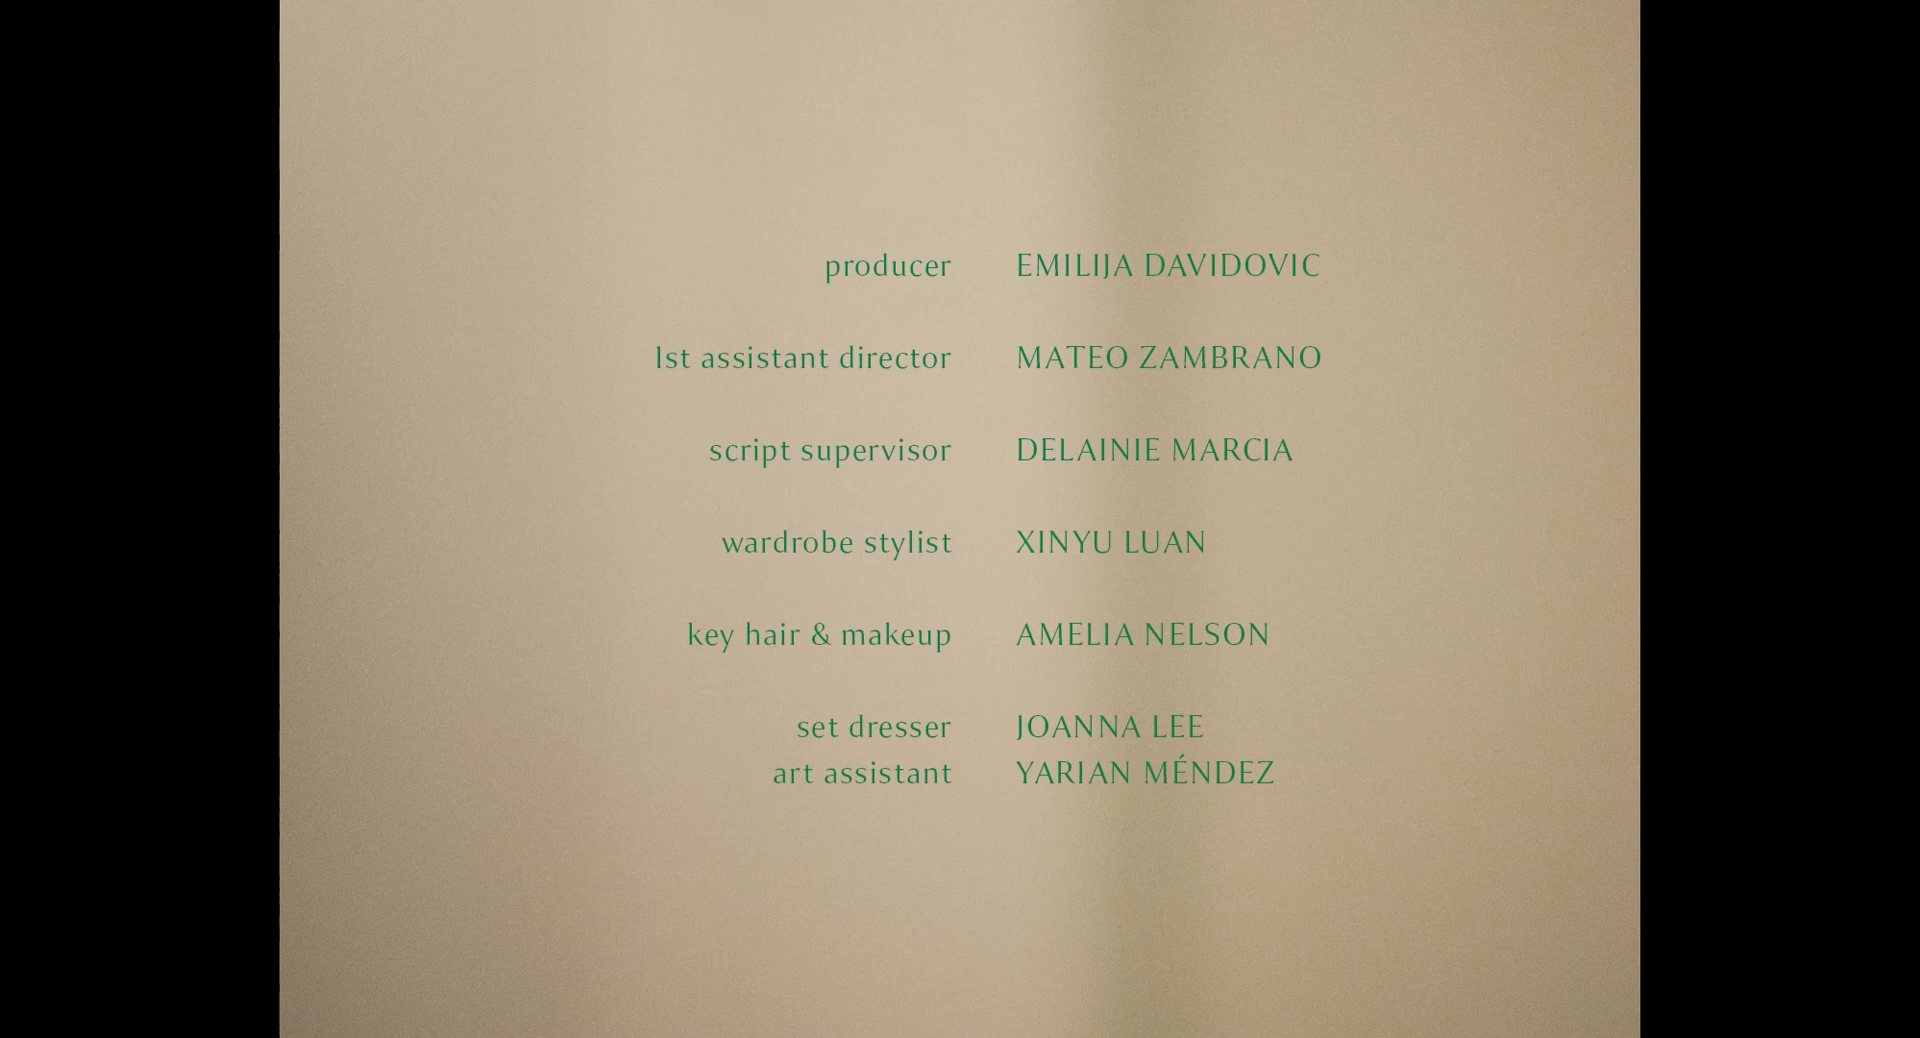 producer EMILIJA DAVIDOVIC
1st assistant director MATEO ZAMBRANO
script supervisor DELAINIE MARCIA
wardrobe stylist XINYU LUAN
key hair & makeup AMELIA NELSON
set dresser JOANNA LEE
art assistant YARIAN MÉNDEZ